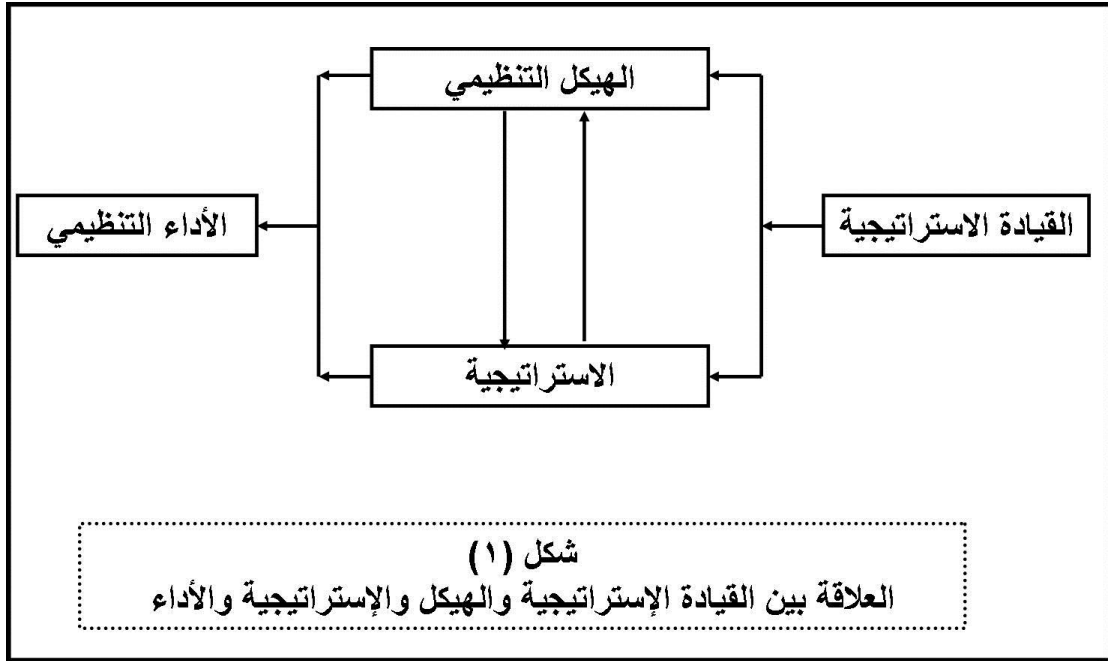 الهيكل التنظيمي
القيادة الاستراتيجية
الأداء التنظيمي
الاستراتيجية
شكل (١)
العلاقة بين القيادة الإستراتيجية والهيكل والإستراتيجية والأداء